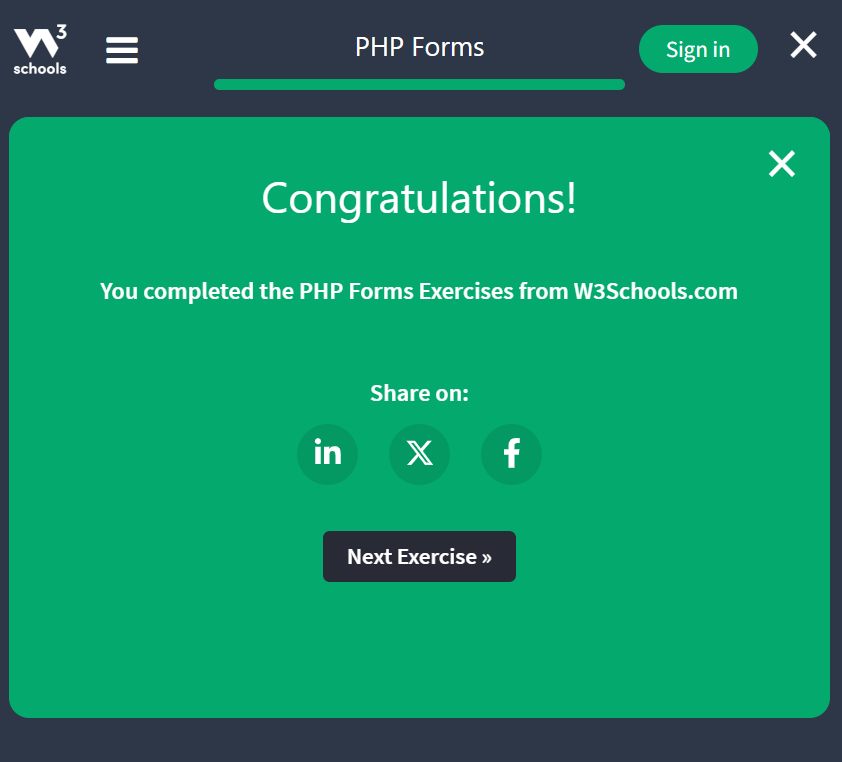 3
schools
PHP Forms
Sign in
Congratulations!
You completed the PHP Forms Exercises from W3Schools.com
Share on:
in
X
f
Next Exercise »